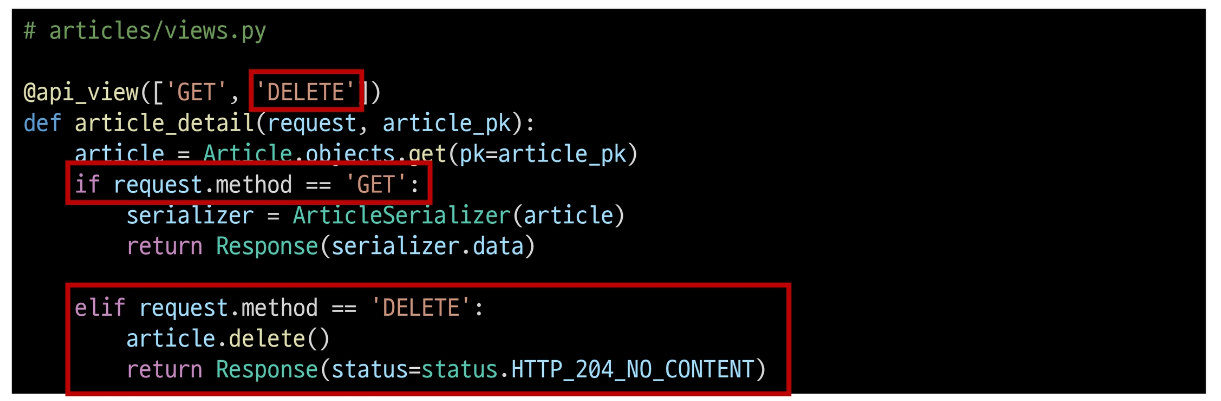 # articles/views.py
@api_view(['GET', 'DELETE'])
def article_detail(request, article_pk):
    article = Article.objects.get(pk=article_pk)
    if request.method == 'GET':
        serializer = ArticleSerializer(article)
        return Response(serializer.data)
    elif request.method == 'DELETE':
        article.delete()
        return Response(status=status.HTTP_204_NO_CONTENT)